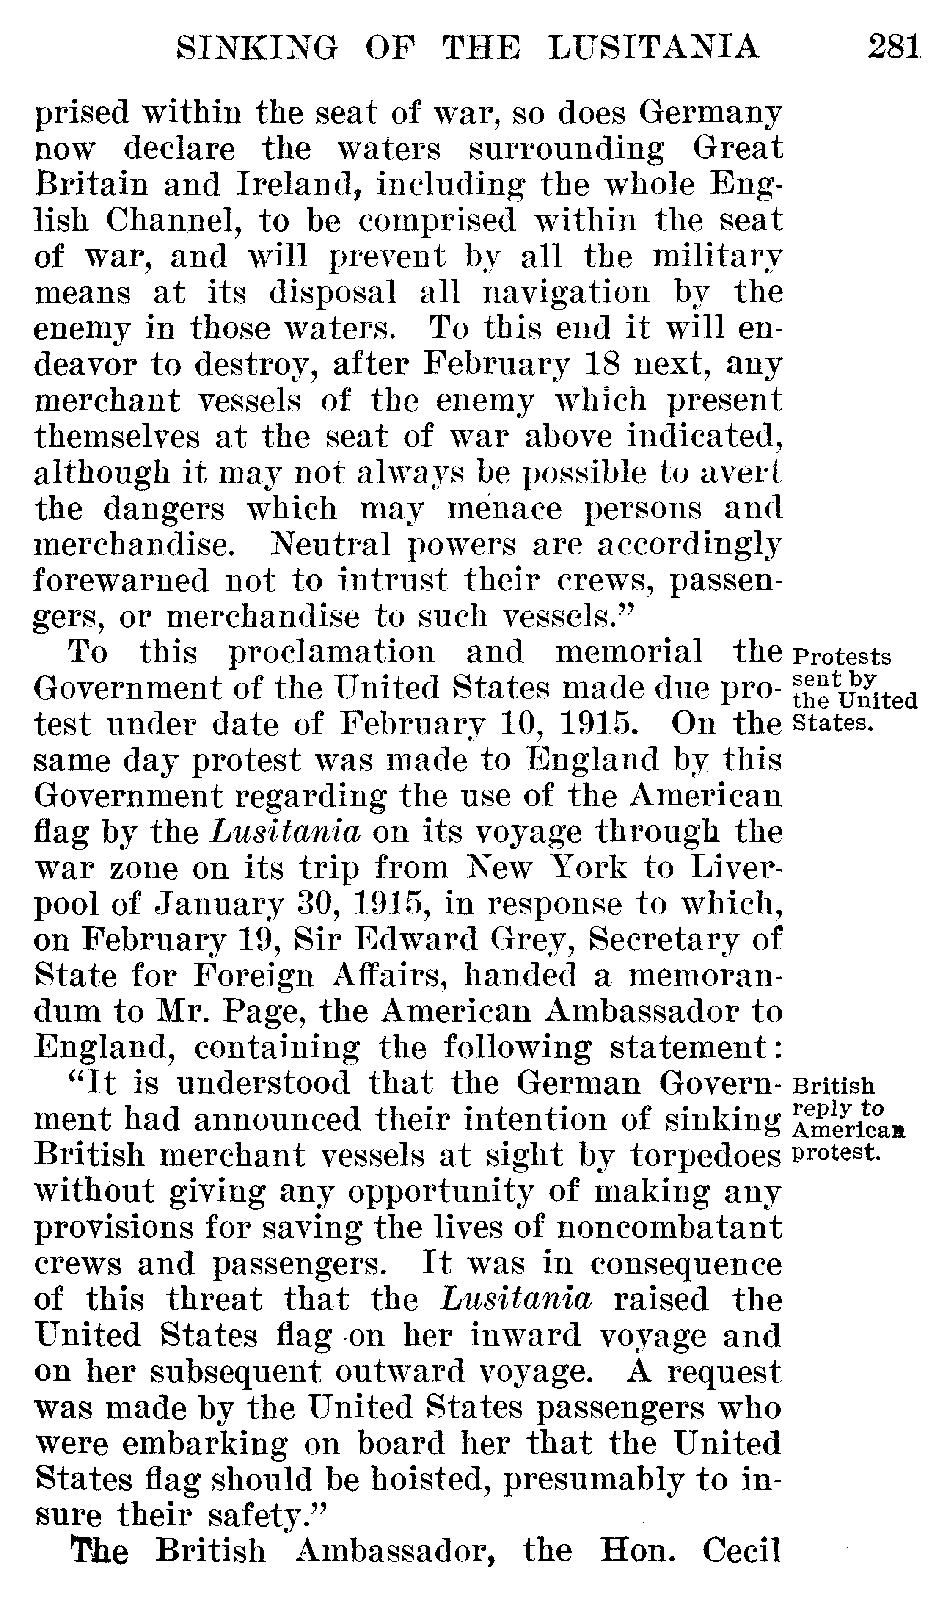 SINKING OF THE LUSITANIA 281
prised within the seat of war, so does Germany
now declare the waters surrounding Great
Britain and Ireland, including the whole Eng-
lish Channel, to be comprised within the seat
of war, and will prevent by all the military
means at its disposal all navigation by the
enemy in those waters. To this end it will en-
deavor to destroy, after February 18 next, any
merchant vessels of the enemy which present
themselves at the seat of war above indicated,
although it may not always be possible to avert
the dangers which may menace persons and
merchandise. Neutral powers are accordingly
forewarned not to intrust their crews, passen-
gers, or merchandise to such vessels."
To this proclamation and memorial the
Government of the United States made due pro-
test under date of February 10, 1915. On the
same day protest was made to England by this
Government regarding the use of the American
flag by the Lusitania on its voyage through the
war zone on its trip from New York to Liver-
pool of January 30, 1915, in response to which,
on February 19, Sir Edward Grey, Secretary of
State for Foreign Affairs, handed a memoran-
dum to Mr. Page, the American Ambassador to
England, containing the following statement:
Protests
sent by
the United
States.
"It is understood that the German Govern-
ment had announced their intention of sinking
British merchant vessels at sight by torpedoes
without giving any opportunity of making any
provisions for saving the lives of noncombatant
crews and passengers. It was in consequence
of this threat that the Lusitania raised the
United States flag on her inward voyage and
on her subsequent outward voyage. A request
was made by the United States passengers who
were embarking on board her that the United
States flag should be hoisted, presumably to in-
sure their safety."
British
reply to
American
protest.
The British Ambassador, the Hon. Cecil